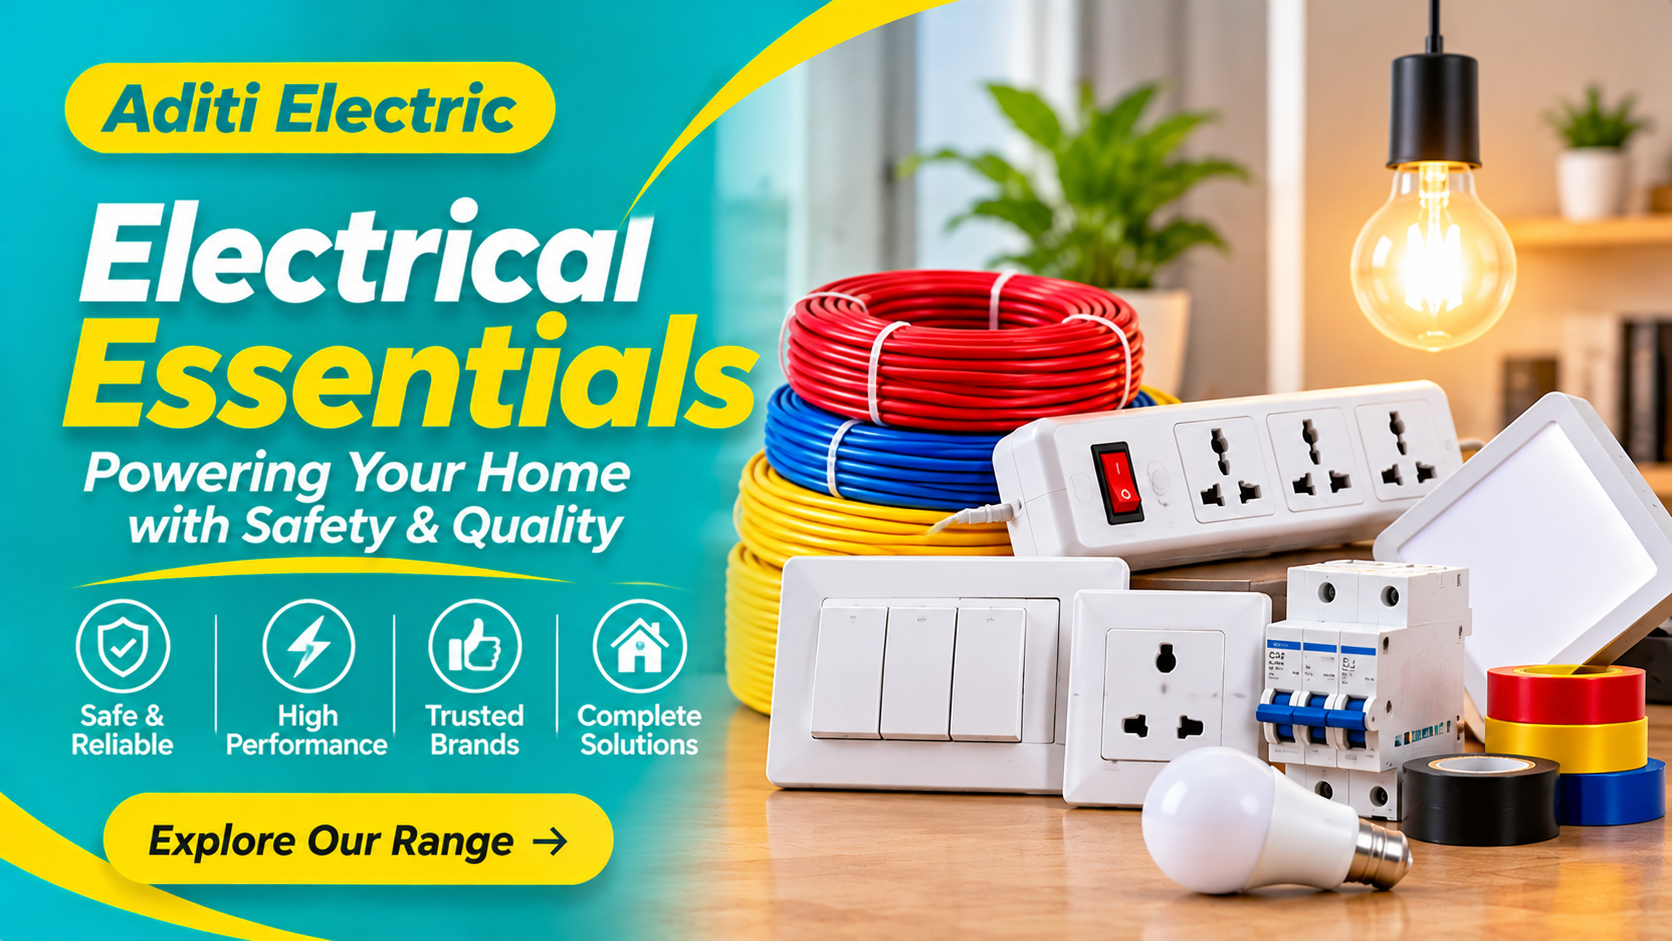 Aditi Electric
Electrical
Essentials
Powering Your Home
with Safety & Quality
Safe &
Reliable
High
Performance
Trusted
Brands
Complete
Solutions
Explore Our Range →